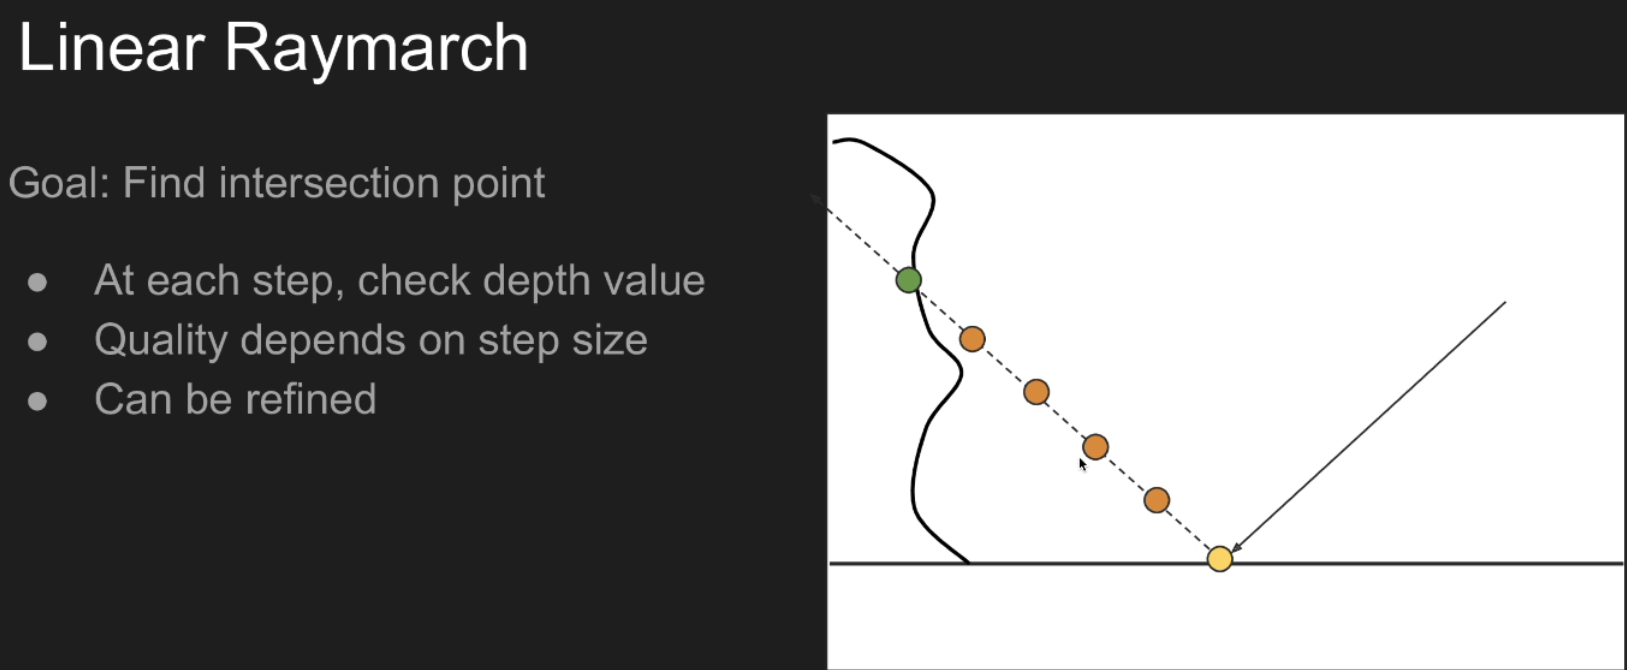 Linear Raymarch
Goal: Find intersection point
● At each step, check depth value
● Quality depends on step size
● Can be refined